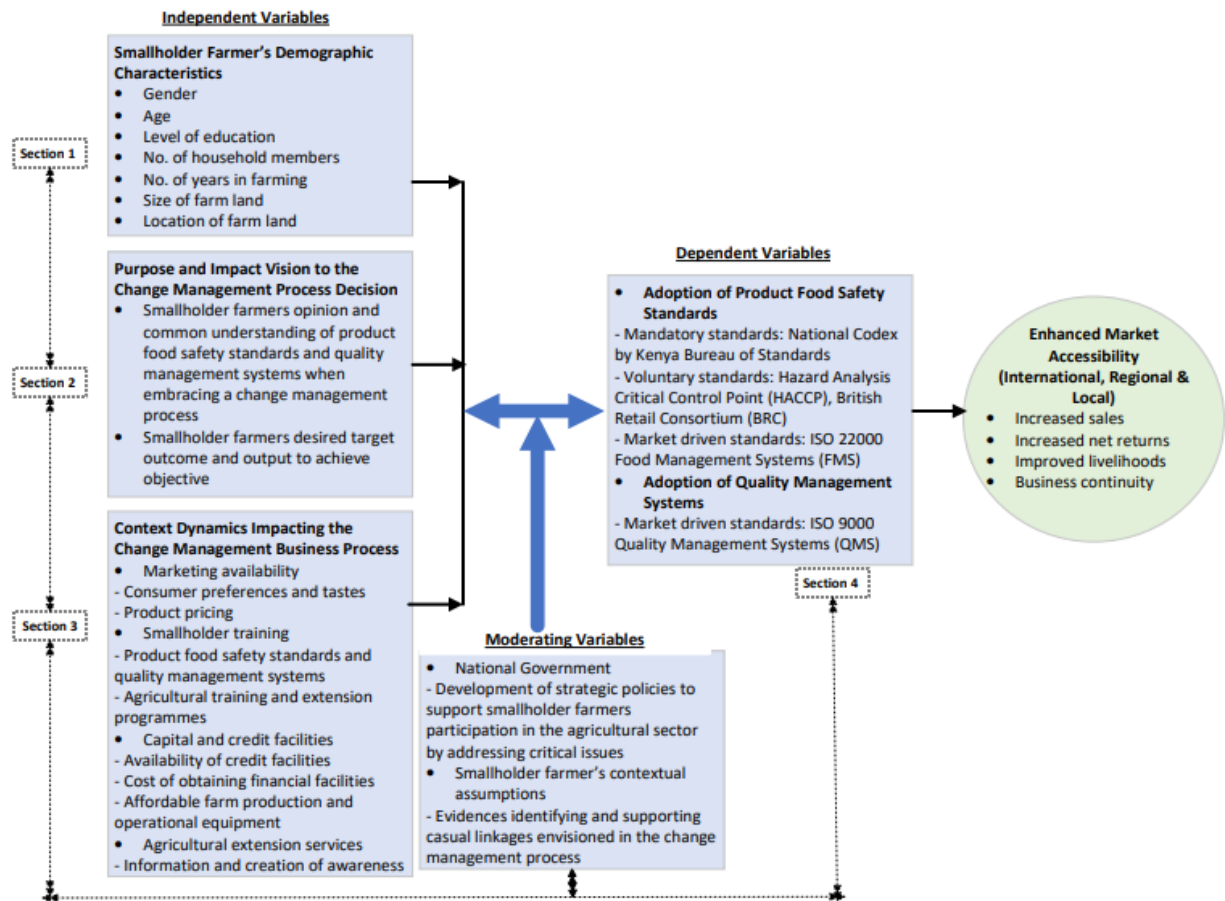 Independent Variables
Smallholder Farmer's Demographic
Characteristics
• Gender
• Age
• Level of education
• No. of household members
• No. of years in farming
• Size of farm land
• Location of farm land
Section 1
Purpose and Impact Vision to the
Change Management Process Decision
• Smallholder farmers opinion and
common understanding of product
food safety standards and quality
management systems when
embracing a change management
process
• Smallholder farmers desired target
outcome and output to achieve
objective
Section 2
Context Dynamics Impacting the
Change Management Business Process
• Marketing availability
- Consumer preferences and tastes
- Product pricing
• Smallholder training
- Product food safety standards and
quality management systems
- Agricultural training and extension
programmes
• Capital and credit facilities
- Availability of credit facilities
- Cost of obtaining financial facilities
- Affordable farm production and
operational equipment
• Agricultural extension services
- Information and creation of awareness
Section 3
Moderating Variables
• National Government
- Development of strategic policies to
support smallholder farmers
participation in the agricultural sector
by addressing critical issues
• Smallholder farmer's contextual
assumptions
- Evidences identifying and supporting
casual linkages envisioned in the change
management process
Dependent Variables
• Adoption of Product Food Safety
Standards
- Mandatory standards: National Codex
by Kenya Bureau of Standards
- Voluntary standards: Hazard Analysis
Critical Control Point (HACCP), British
Retail Consortium (BRC)
- Market driven standards: ISO 22000
Food Management Systems (FMS)
• Adoption of Quality Management
Systems
- Market driven standards: ISO 9000
Quality Management Systems (QMS)
Section 4
Enhanced Market
Accessibility
(International, Regional &
Local)
• Increased sales
• Increased net returns
• Improved livelihoods
• Business continuity